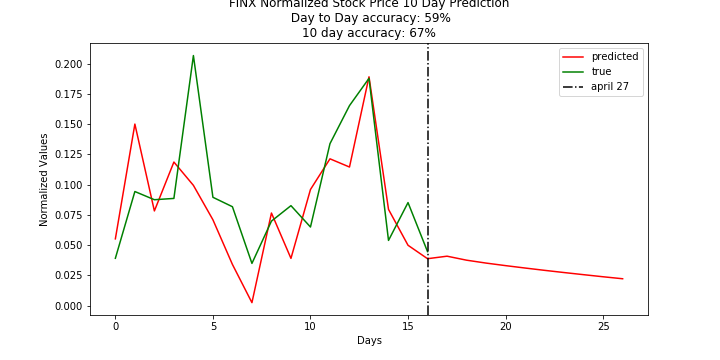 FINX Normalized Stock Price 10 Day Prediction
Day to Day accuracy: 59%
10 day accuracy: 67%
predicted
true
april 27
Normalized Values
0.200
0.175
0.150
0.125
0.100
0.075
0.050
0.025
0.000
0 5 10 15 20 25
Days